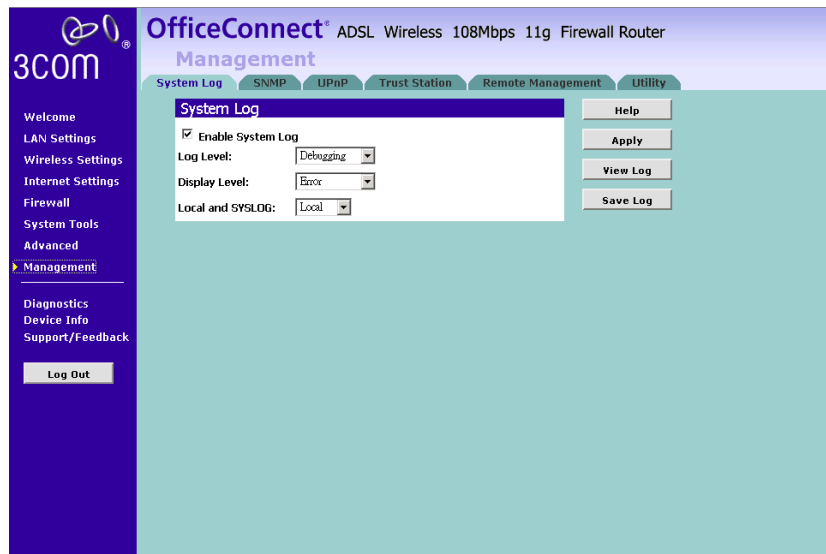 3COM®
OfficeConnect® ADSL Wireless 108Mbps 11g Firewall Router
Management
System Log SNMP UPnP Trust Station Remote Management Utility
Welcome
LAN Settings
Wireless Settings
Internet Settings
Firewall
System Tools
Advanced
Management
Diagnostics
Device Info
Support/Feedback
Log Out
System Log
Enable System Log
Log Level: Debugging
Display Level: Error
Local and SYSLOG: Local
Help
Apply
View Log
Save Log